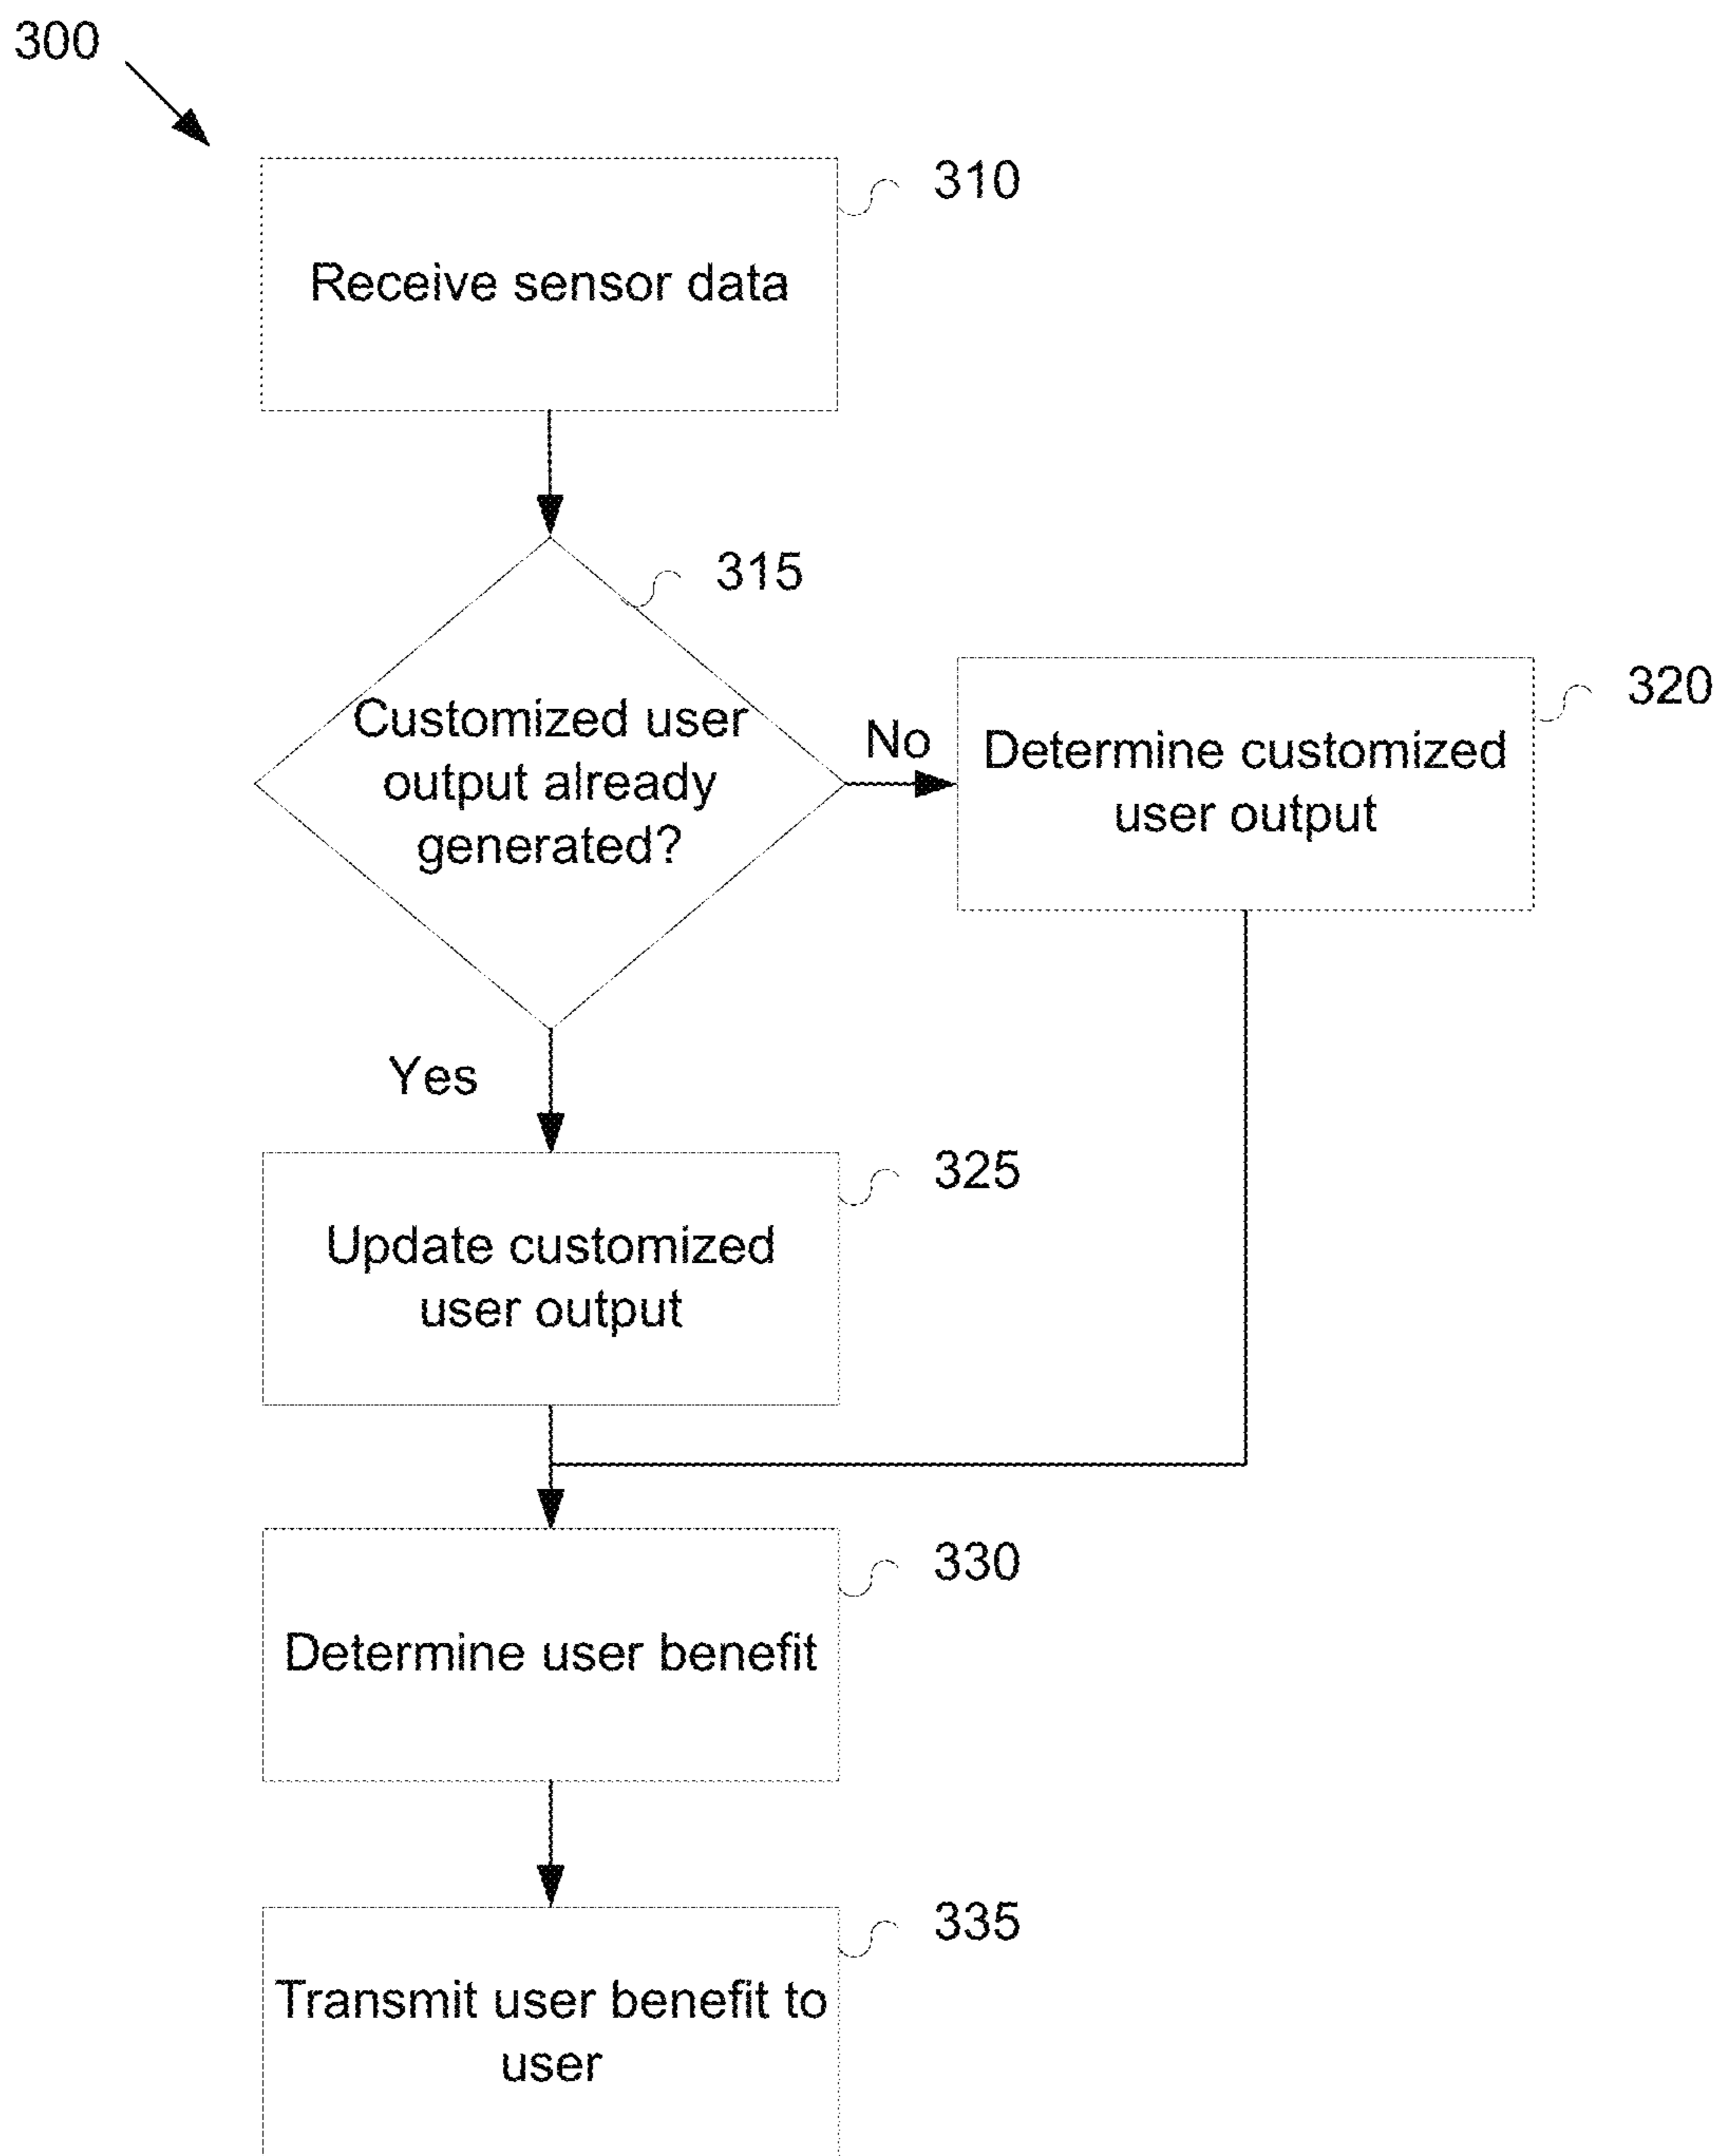 300
310
Receive sensor data
315
Customized user
output already
generated?
No
320
Determine customized
user output
Yes
325
Update customized
user output
330
Determine user benefit
335
Transmit user benefit to
user